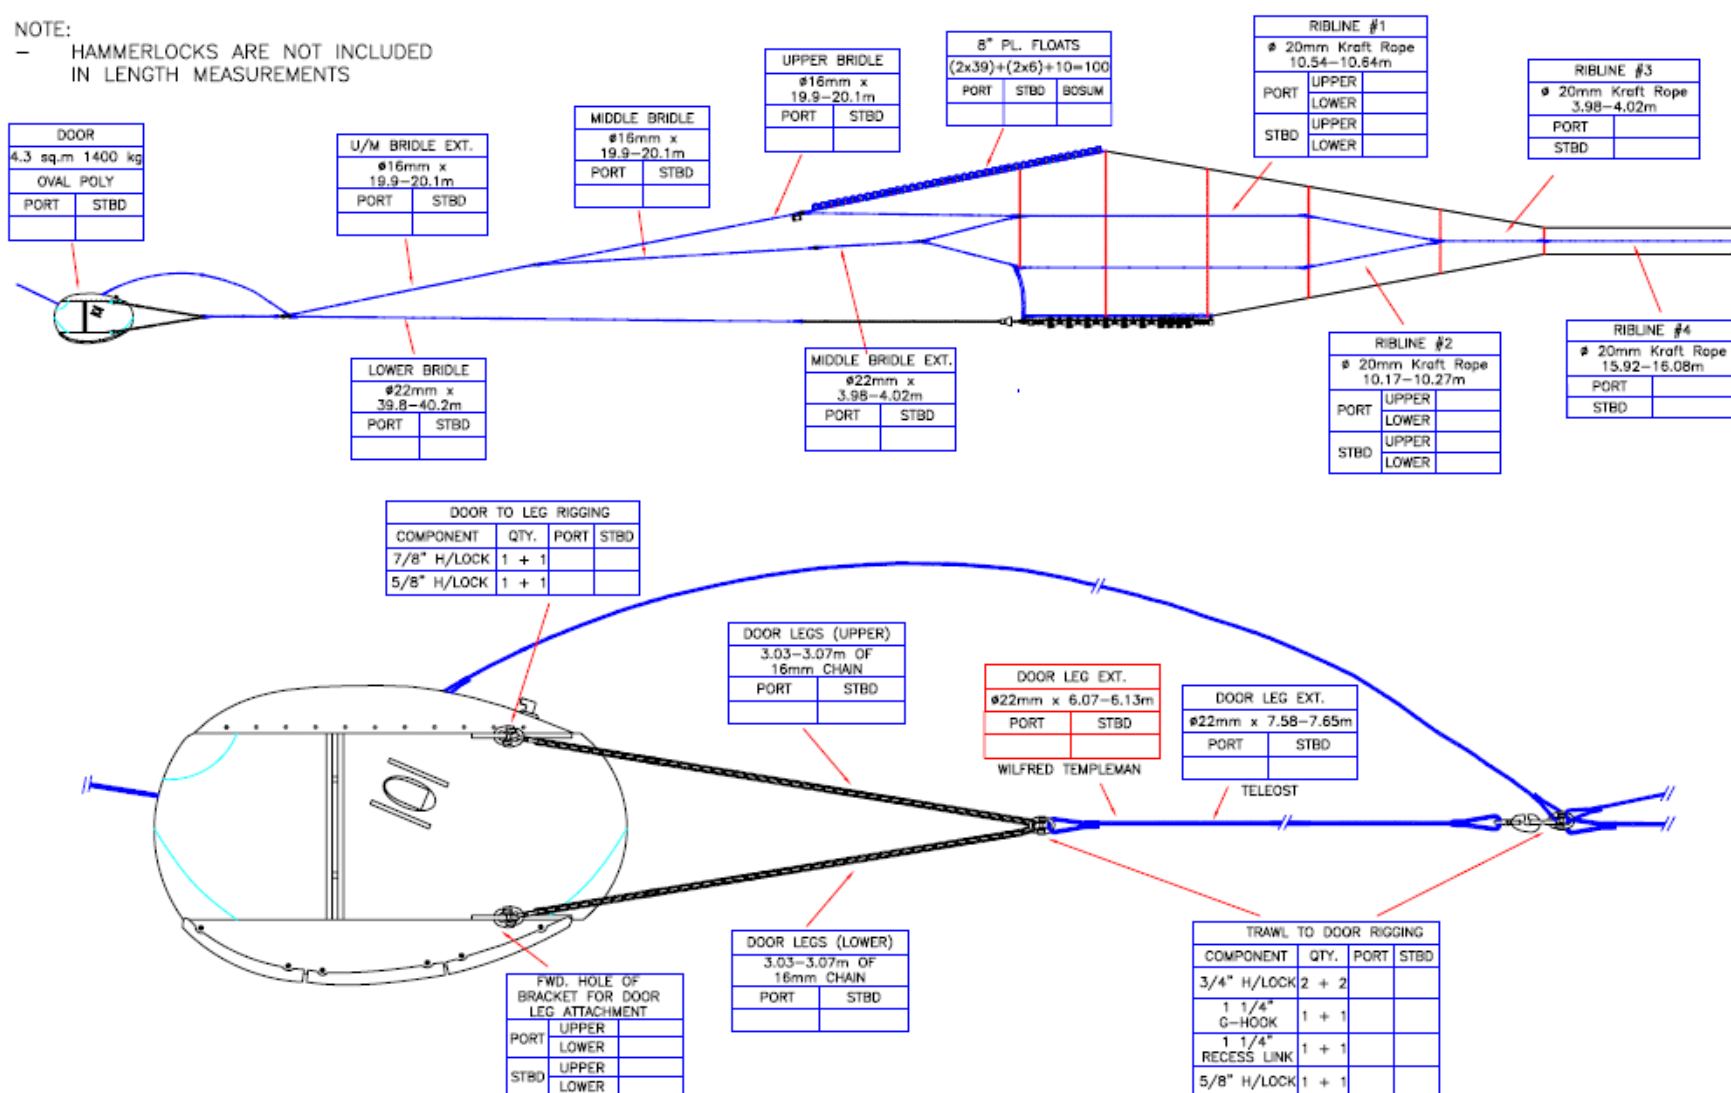 NOTE:
— HAMMERLOCKS ARE NOT INCLUDED
IN LENGTH MEASUREMENTS
DOOR
4.3 sq.m 1400 kg
OVAL POLY
PORT STBD
U/M BRIDLE EXT.
ø16mm x
19.9–20.1m
PORT STBD
MIDDLE BRIDLE
ø16mm x
19.9–20.1m
PORT STBD
UPPER BRIDLE
ø16mm x
19.9–20.1m
PORT STBD
8" PL. FLOATS
(2x39)+(2x6)+10=100
PORT STBD BOSUM
RIBLINE #1
ø 20mm Kraft Rope
10.54–10.64m
PORT UPPER
LOWER
STBD UPPER
LOWER
RIBLINE #3
ø 20mm Kraft Rope
3.98–4.02m
PORT
STBD
LOWER BRIDLE
ø22mm x
39.8–40.2m
PORT STBD
MIDDLE BRIDLE EXT.
ø22mm x
3.98–4.02m
PORT STBD
RIBLINE #2
ø 20mm Kraft Rope
10.17–10.27m
PORT UPPER
LOWER
STBD UPPER
LOWER
RIBLINE #4
ø 20mm Kraft Rope
15.92–16.08m
PORT
STBD
DOOR TO LEG RIGGING
COMPONENT QTY. PORT STBD
7/8" H/LOCK 1 + 1
5/8" H/LOCK 1 + 1
DOOR LEGS (UPPER)
3.03–3.07m OF
16mm CHAIN
PORT STBD
DOOR LEG EXT.
ø22mm x 6.07–6.13m
PORT STBD
WILFRED TEMPLEMAN
DOOR LEG EXT.
ø22mm x 7.58–7.65m
PORT STBD
TELEOST
DOOR LEGS (LOWER)
3.03–3.07m OF
16mm CHAIN
PORT STBD
FWD. HOLE OF
BRACKET FOR DOOR
LEG ATTACHMENT
PORT UPPER
LOWER
STBD UPPER
LOWER
TRAWL TO DOOR RIGGING
COMPONENT QTY. PORT STBD
3/4" H/LOCK 2 + 2
1 1/4"
G–HOOK 1 + 1
1 1/4"
RECESS LINK 1 + 1
5/8" H/LOCK 1 + 1